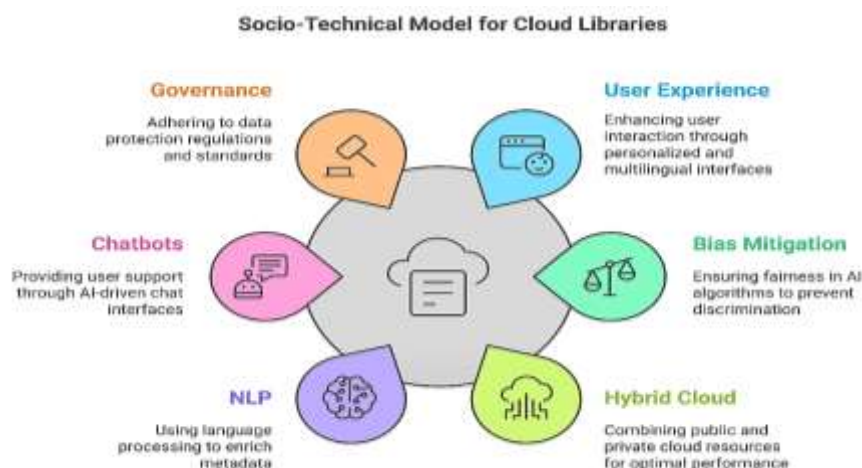 Socio-Technical Model for Cloud Libraries
Governance
Adhering to data
protection regulations
and standards
User Experience
Enhancing user
interaction through
personalized and
multilingual interfaces
Chatbots
Providing user support
through AI-driven chat
interfaces
Bias Mitigation
Ensuring fairness in AI
algorithms to prevent
discrimination
NLP
Using language
processing to enrich
metadata
Hybrid Cloud
Combining public and
private cloud resources
for optimal performance